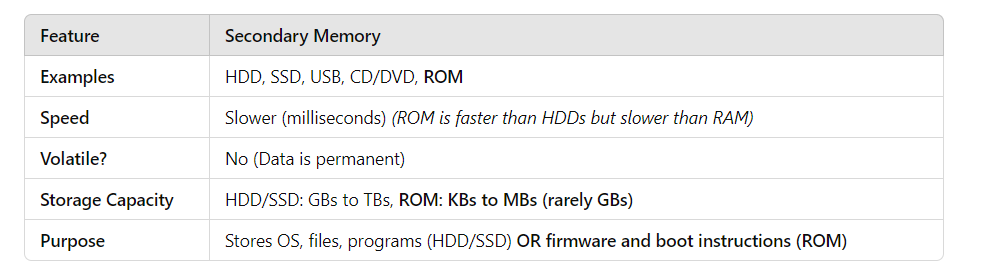 Feature Secondary Memory
Examples HDD, SSD, USB, CD/DVD, ROM
Speed Slower (milliseconds) (ROM is faster than HDDs but slower than RAM)
Volatile? No (Data is permanent)
Storage Capacity HDD/SSD: GBs to TBs, ROM: KBs to MBs (rarely GBs)
Purpose Stores OS, files, programs (HDD/SSD) OR firmware and boot instructions (ROM)